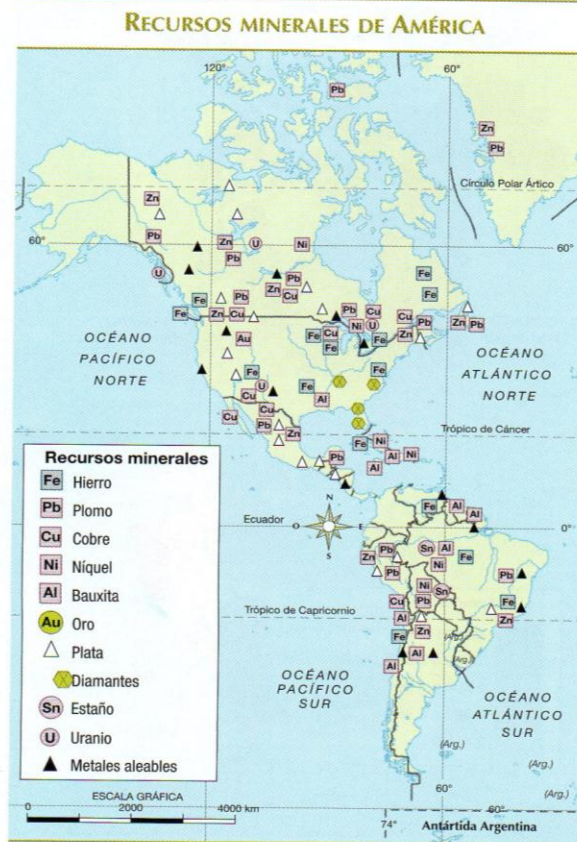 RECURSOS MINERALES DE AMÉRICA
120°
60°
Pb
Zn
Pb
Círculo Polar Ártico
Zn
Pb
60°
Zn
U
Ni
Pb
60°
U
Fe
Fe
Pb
Zn
Cu
Fe
Pb
Fe
Zn
Cu
Pb
Cu
Cu
Pb
Zn
Pb
Ni
U
Zn
Au
Fe
Cu
Fe
Fe
OCÉANO
PACÍFICO
NORTE
OCÉANO
ATLÁNTICO
NORTE
Fe
U
Fe
Al
Fe
Cu
Cu
Cu
Pb
Zn
Trópico de Cáncer
Fe
Ni
Pb
Al
Al
Ni
Recursos minerales
Fe Hierro
Pb Plomo
Cu Cobre
Ni Níquel
Al Bauxita
Au Oro
Plata
Diamantes
Sn Estaño
U Uranio
Metales aleables
N
O
E
S
Ecuador
0°
Fe
Al
Al
Zn
Pb
Sn
Al
Fe
Pb
Ni
Pb
Cu
Ni
Sn
Pb
Fe
Trópico de Capricornio
Al
Zn
Zn
Fe
(Arg.)
Al
Al
(Arg.)
OCÉANO
PACÍFICO
SUR
OCÉANO
ATLÁNTICO
SUR
(Arg.)
(Arg.)
(Arg.)
60°
60°
ESCALA GRÁFICA
0 2000 4000 km
74°
Antártida Argentina